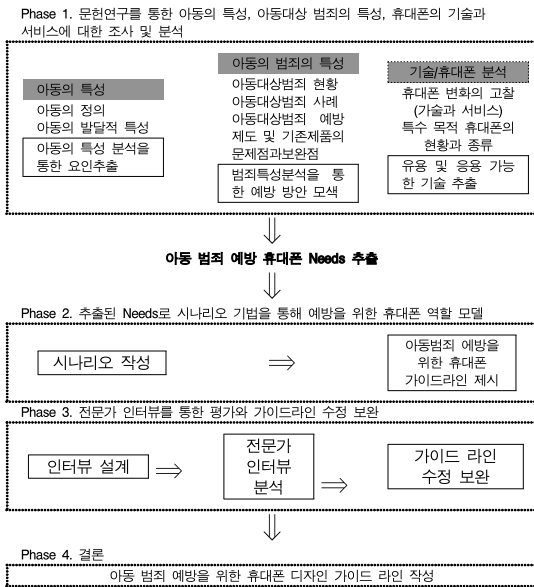 Phase 1. 문헌연구를 통한 아동의 특성, 아동대상 범죄의 특성, 휴대폰의 기술과
서비스에 대한 조사 및 분석
아동의 특성
아동의 정의
아동의 발달적 특성
아동의 특성 분석을
통한 요인추출
아동의 범죄의 특성
아동대상범죄 현황
아동대상범죄 사례
아동대상범죄 예방
제도 및 기존제품의
문제점과보완점
범죄특성분석을 통
한 예방 방안 모색
기술/휴대폰 분석
휴대폰 변화의 고찰
(가술과 서비스)
특수 목적 휴대폰의
현황과 종류
유용 및 응용 가능
한 기술 추출
아동 범죄 예방 휴대폰 Needs 추출
Phase 2. 추출된 Needs로 시나리오 기법을 통해 예방을 위한 휴대폰 역할 모델
시나리오 작성
아동범죄 에방을
위한 휴대폰
가이드라인 제시
Phase 3. 전문가 인터뷰를 통한 평가와 가이드라인 수정 보완
인터뷰 설계
전문가
인터뷰
분석
가이드 라인
수정 보완
Phase 4. 결론
아동 범죄 예방을 위한 휴대폰 디자인 가이드 라인 작성